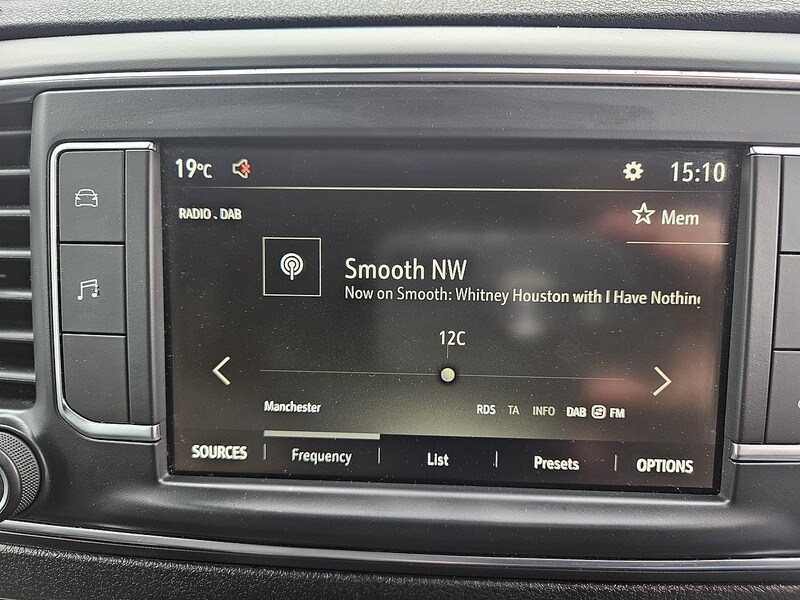 19°C 15:10
RADIO . DAB
Mem
Smooth NW
Now on Smooth: Whitney Houston with I Have Nothing
12C
Manchester
RDS TA INFO DAB FM
SOURCES Frequency List Presets OPTIONS